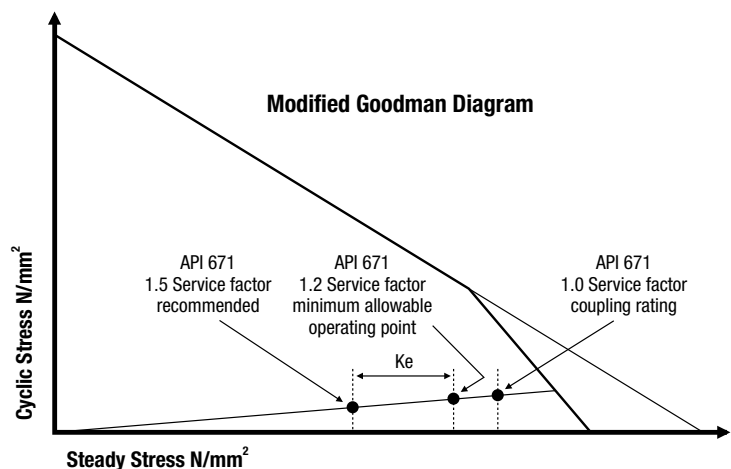 Modified Goodman Diagram
API 671
1.5 Service factor
recommended
API 671
1.2 Service factor
minimum allowable
operating point
API 671
1.0 Service factor
coupling rating
Ke
Cyclic Stress N/mm²
Steady Stress N/mm²